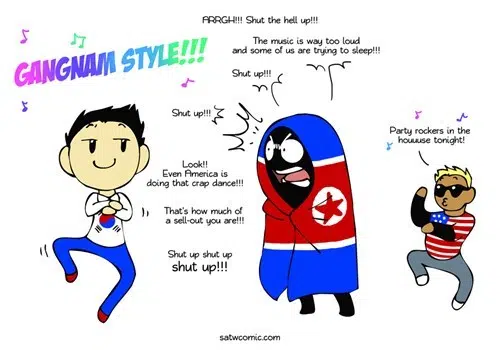 ARRGH!!! Shut the hell up!!!
The music is way too loud
and some of us are trying to sleep!!!
GANGNAM STYLE!!!
Shut up!!!
Shut up!!!
Party rockers in the
houuuse tonight!
Look!!
Even America is
doing that crap dance!!!
That's how much of
a sell-out you are!!!
Shut up shut up
shut up!!!
satwcomic.com